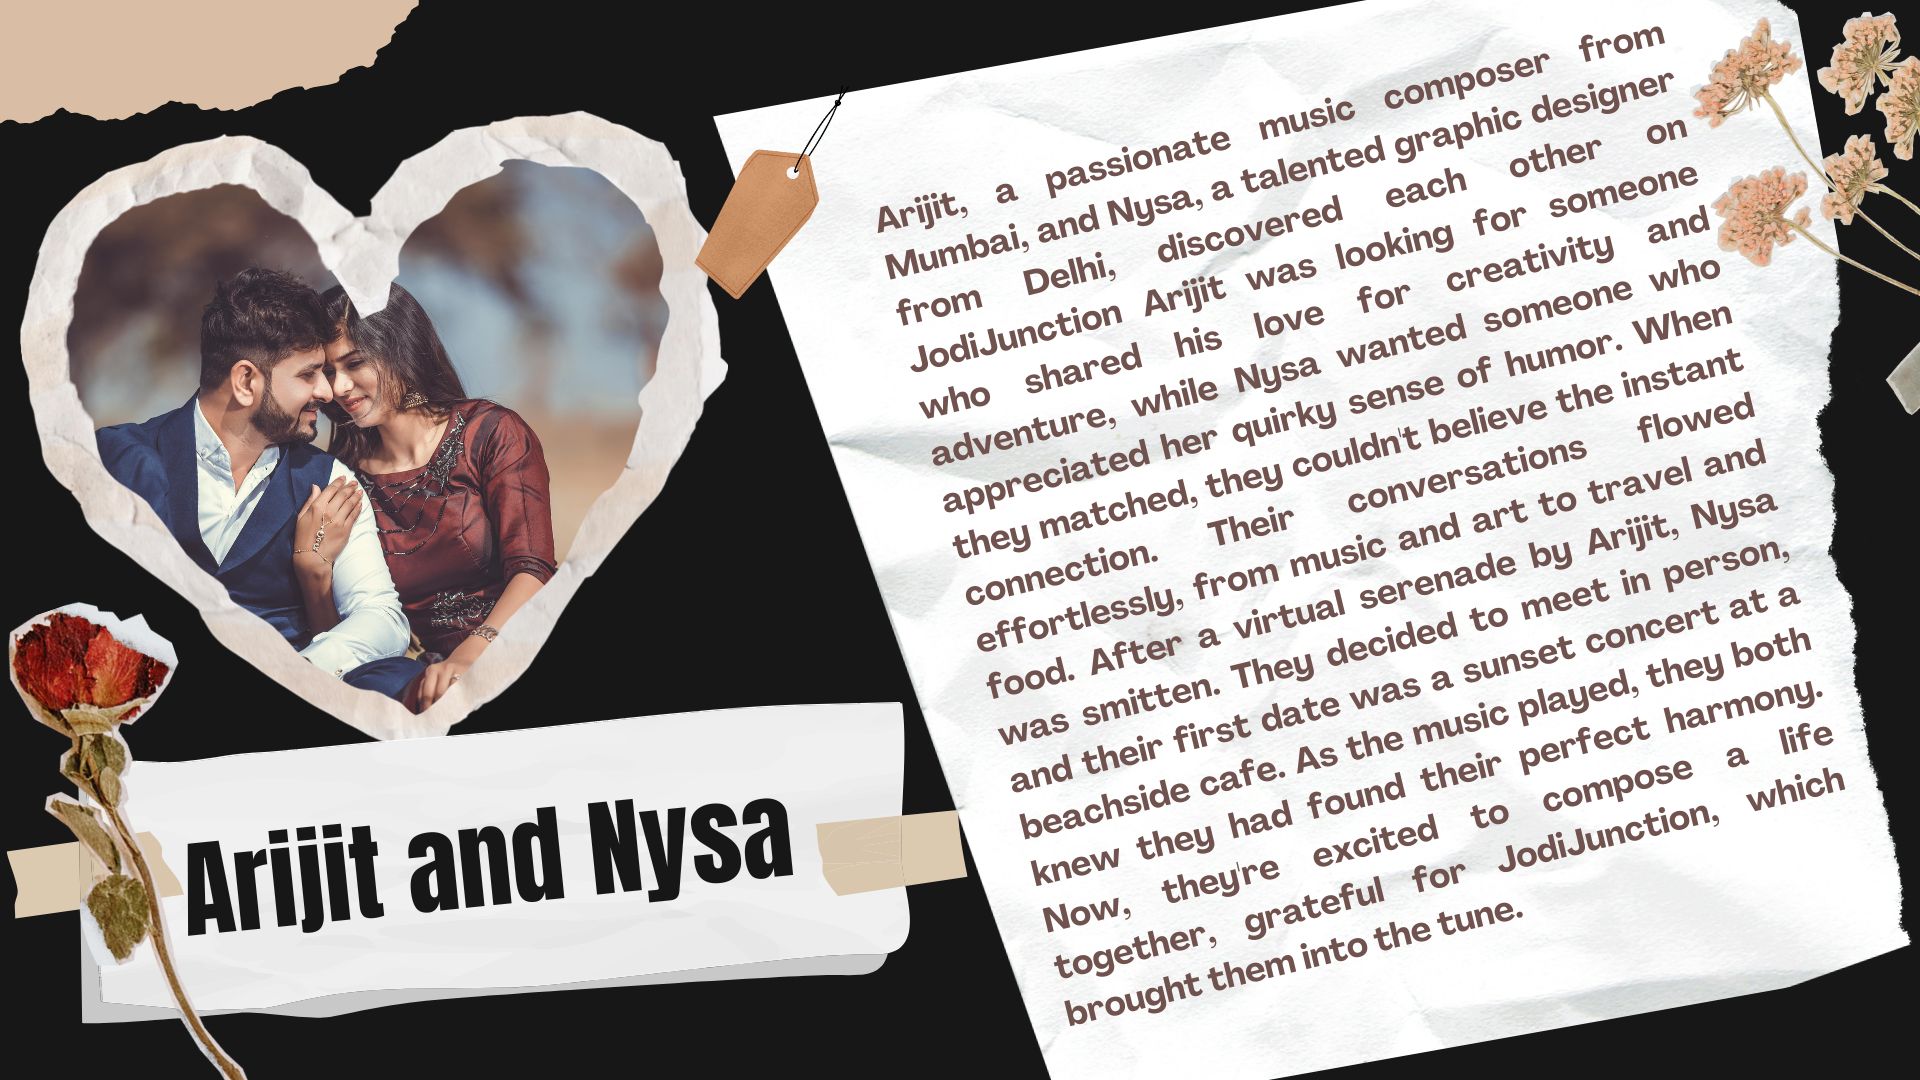 Arijit, a passionate music composer from
Mumbai, and Nysa, a talented graphic designer
from Delhi, discovered each other on
JodiJunction Arijit was looking for someone
who shared his love for creativity and
adventure, while Nysa wanted someone who
appreciated her quirky sense of humor. When
they matched, they couldn't believe the instant
connection. Their conversations flowed
effortlessly, from music and art to travel and
food. After a virtual serenade by Arijit, Nysa
was smitten. They decided to meet in person,
and their first date was a sunset concert at a
beachside cafe. As the music played, they both
knew they had found their perfect harmony.
Now, they're excited to compose a life
together, grateful for JodiJunction, which
brought them into the tune.
Arijit and Nysa